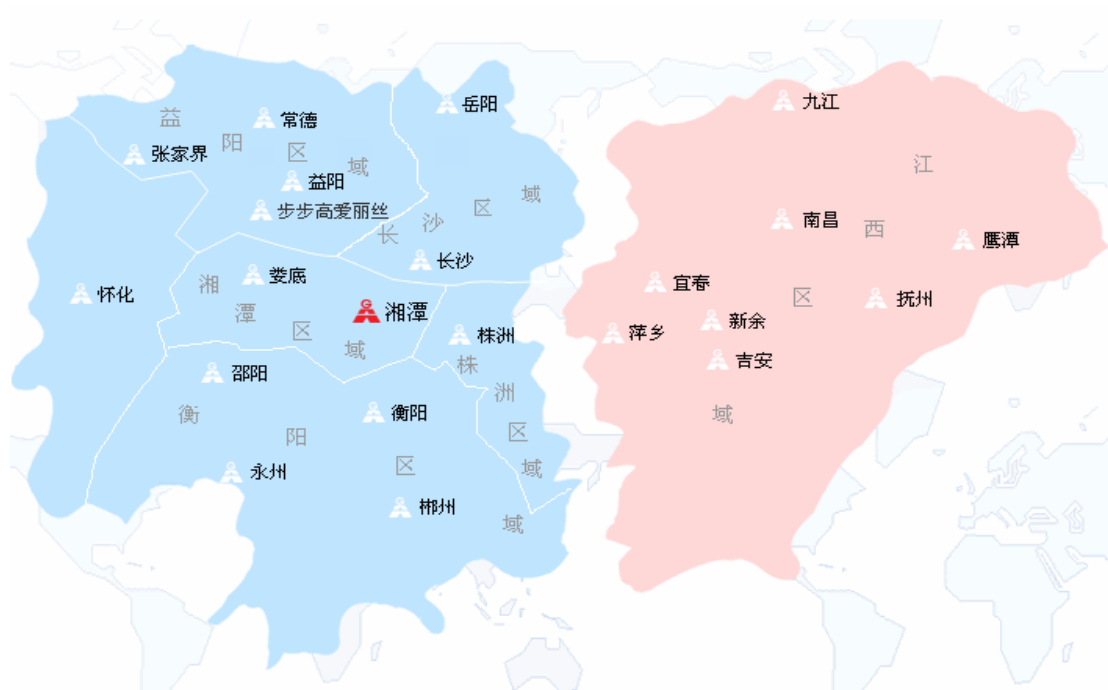 岳阳
九江
常德
张家界
益阳
步步高爱丽丝
益阳区域
长沙区域
长沙
南昌
鹰潭
江西区域
娄底
怀化
湘潭
湘潭区域
宜春
抚州
新余
萍乡
吉安
株洲
株洲区域
邵阳
衡阳
衡阳区域
永州
郴州